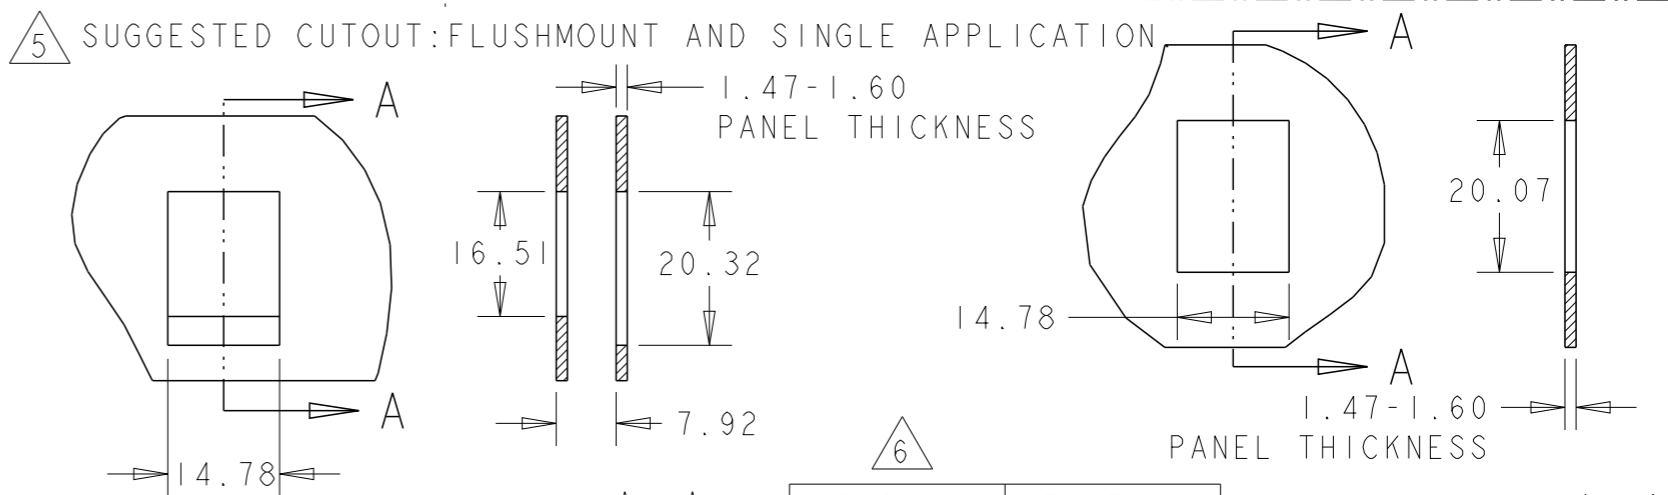 5 SUGGESTED CUTOUT:FLUSHMOUNT AND SINGLE APPLICATION
A
1.47-1.60
PANEL THICKNESS
A
16.51
20.32
A
7.92
14.78
A
20.07
14.78
A
1.47-1.60
PANEL THICKNESS
6